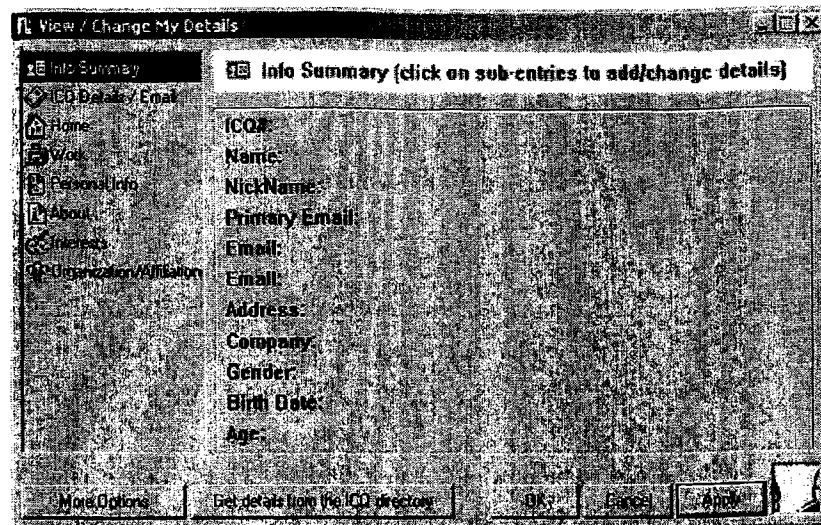 View / Change My Details
Info Summary
Info Summary (click on sub-entries to add/change details)
ICQ Details / Email
Home
Work
Personal Info
About
Interests
Organization/Affiliation
ICQ#:
Name:
NickName:
Primary Email:
Email:
Email:
Address:
Company:
Gender:
Birth Date:
Age:
More Options
Get details from the ICQ directory
OK
Cancel
Apply